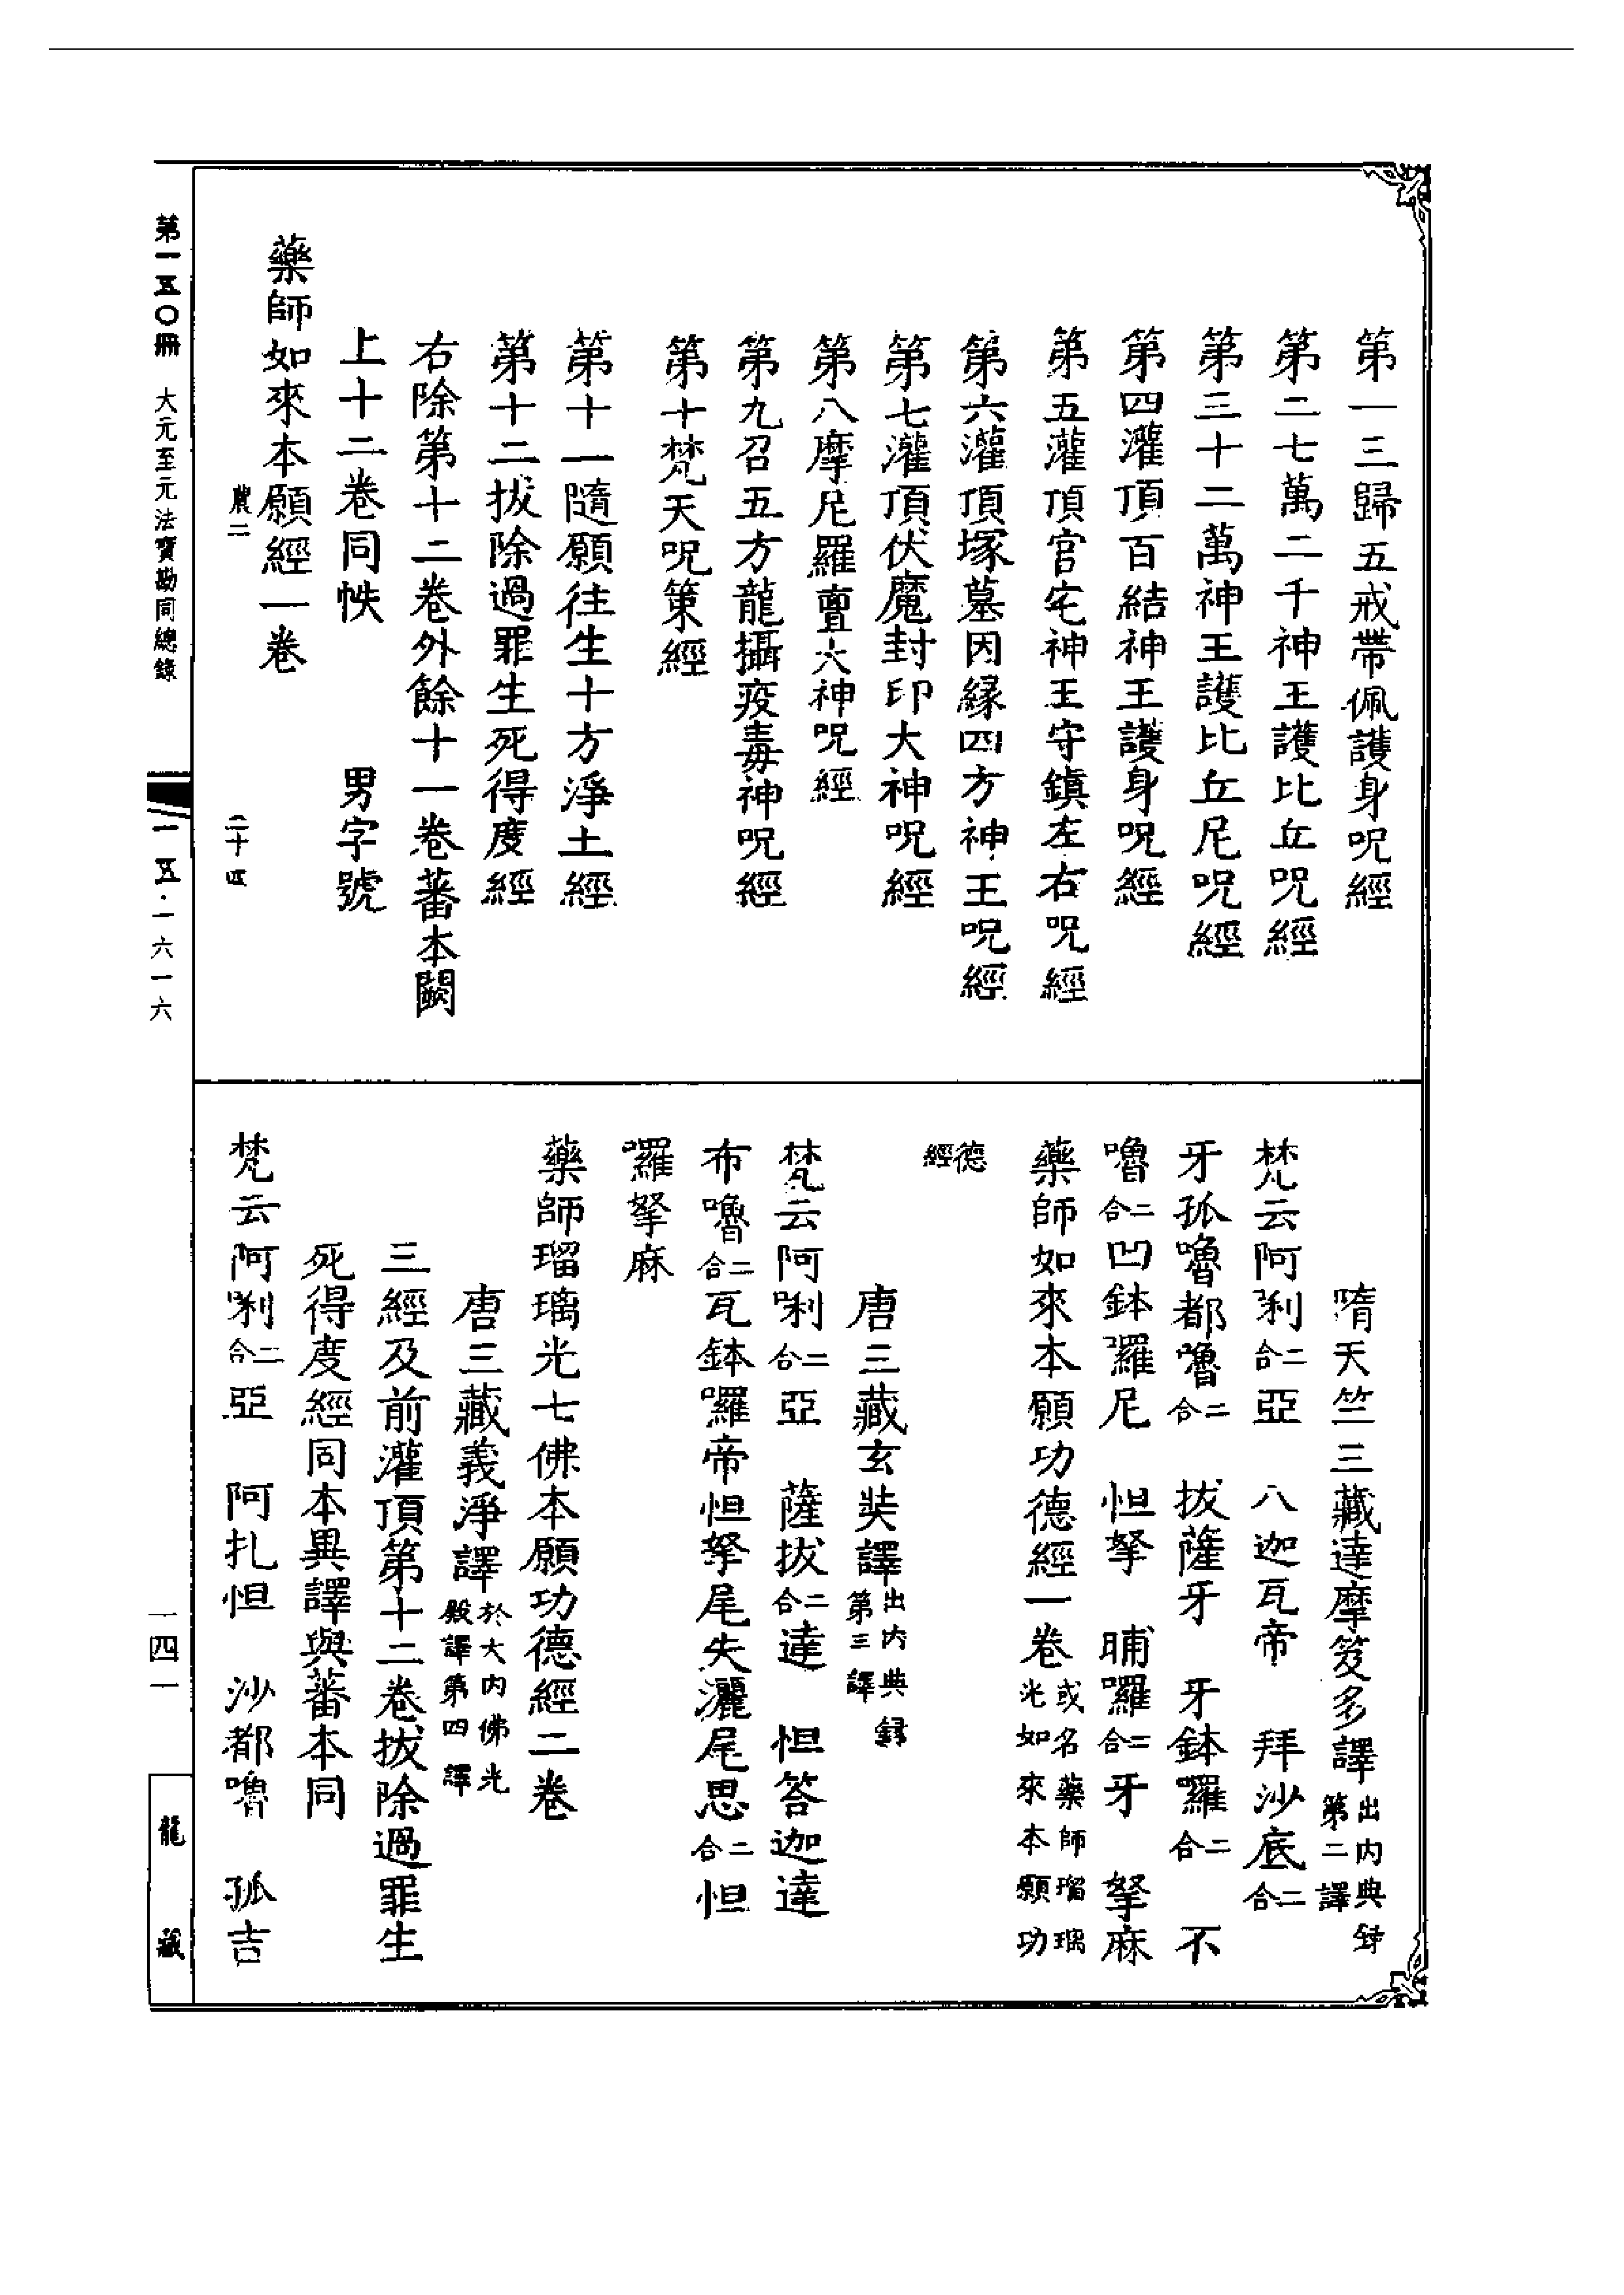 第一三歸五戒帶佩護身呪經
第二七萬二千神王護比丘呪經
第三十二萬神王護比丘尼呪經
第四灌頂百結神王護身呪經
第五灌頂宮宅神王守鎮左右呪經
第六灌頂塚墓因緣四方神王呪經
第七灌頂伏魔封印大神呪經
第八摩尼羅亶大神呪經
第九召五方龍攝疫毒神呪經
第十梵天呪策經
第十一隨願往生十方淨土經
第十二拔除過罪生死得度經
右除第十二卷外餘十一卷蕃本闕
上十二卷同帙 男字號
藥師如來本願經一卷
農二 二十四
隋天竺三藏達摩笈多譯出内典録第二譯
梵云阿唎二合亞 八迦瓦帝 拜沙底二合
牙孤嚕都嚕二合 拔薩牙 牙鉢囉二合 不
嚕二合凹鉢囉尼 怛拏 晡囉二合牙 拏麻
藥師如來本願功德經一卷或名藥師瑠璃光如來本願功
德經
唐三藏玄奘譯出内典録第三譯
梵云阿唎二合亞 薩拔二合達 怛答迦達
布嚕二合瓦鉢囉帝怛拏尾失灑尾思二合怛
囉拏麻
藥師瑠璃光七佛本願功德經二卷
唐三藏義淨譯於大内佛光殿譯第四譯
三經及前灌頂第十二卷拔除過罪生
死得度經同本異譯與蕃本同
梵云阿唎二合亞 阿扎怛 沙都嚕 孤吉
第一五〇冊 大元至元法寶勘同總錄
一五·一六一六
一四一
龍藏